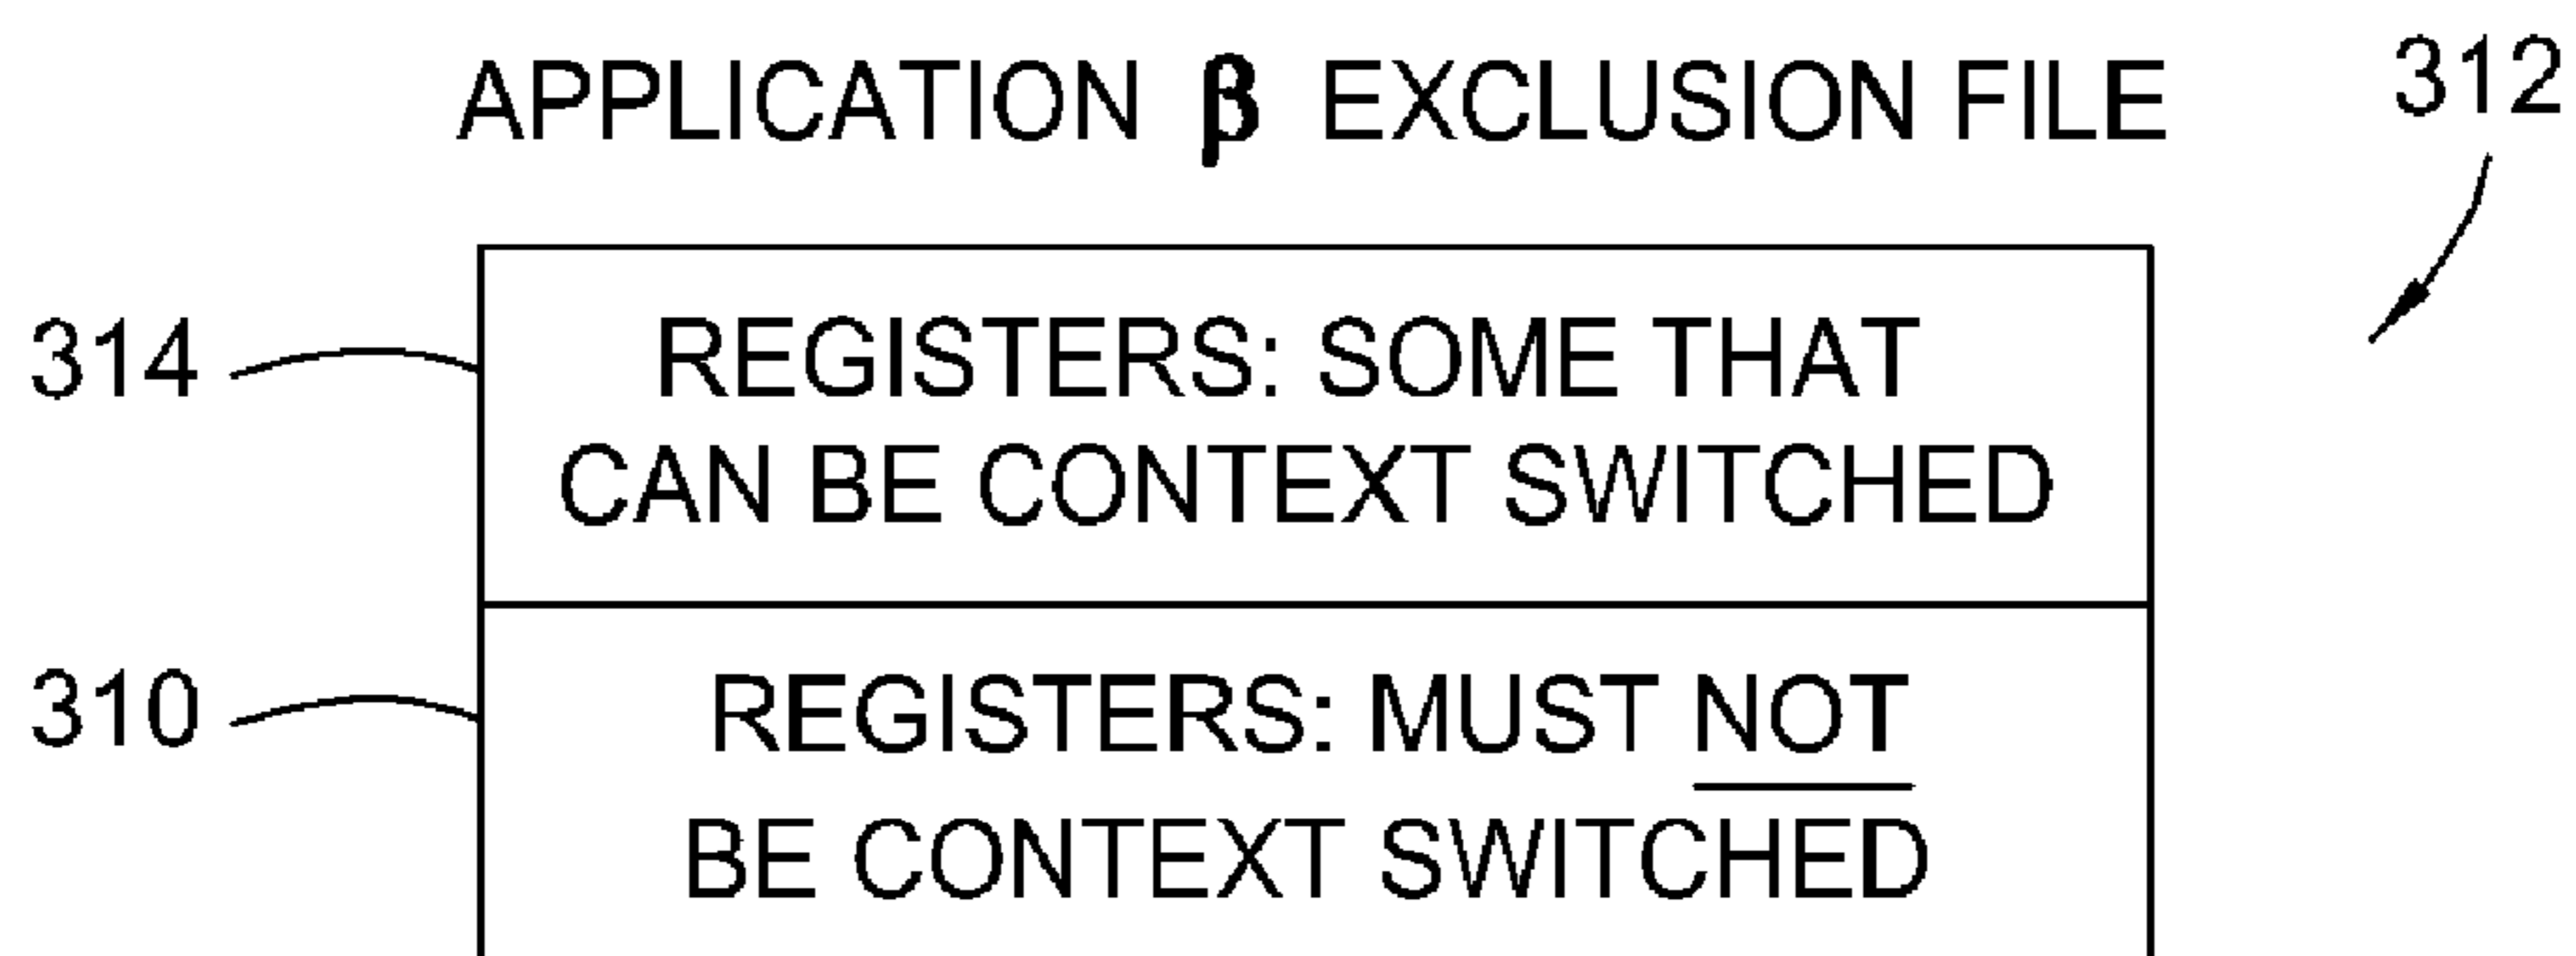 APPLICATION β EXCLUSION FILE
312
314
REGISTERS: SOME THAT
CAN BE CONTEXT SWITCHED
310
REGISTERS: MUST NOT
BE CONTEXT SWITCHED